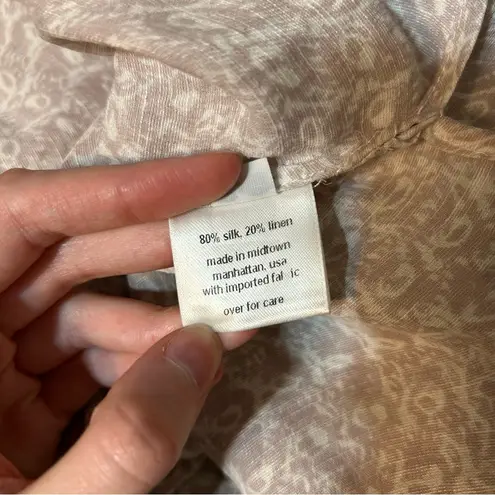 80% silk, 20% linen
made in midtown
manhattan, usa
with imported fabric
over for care